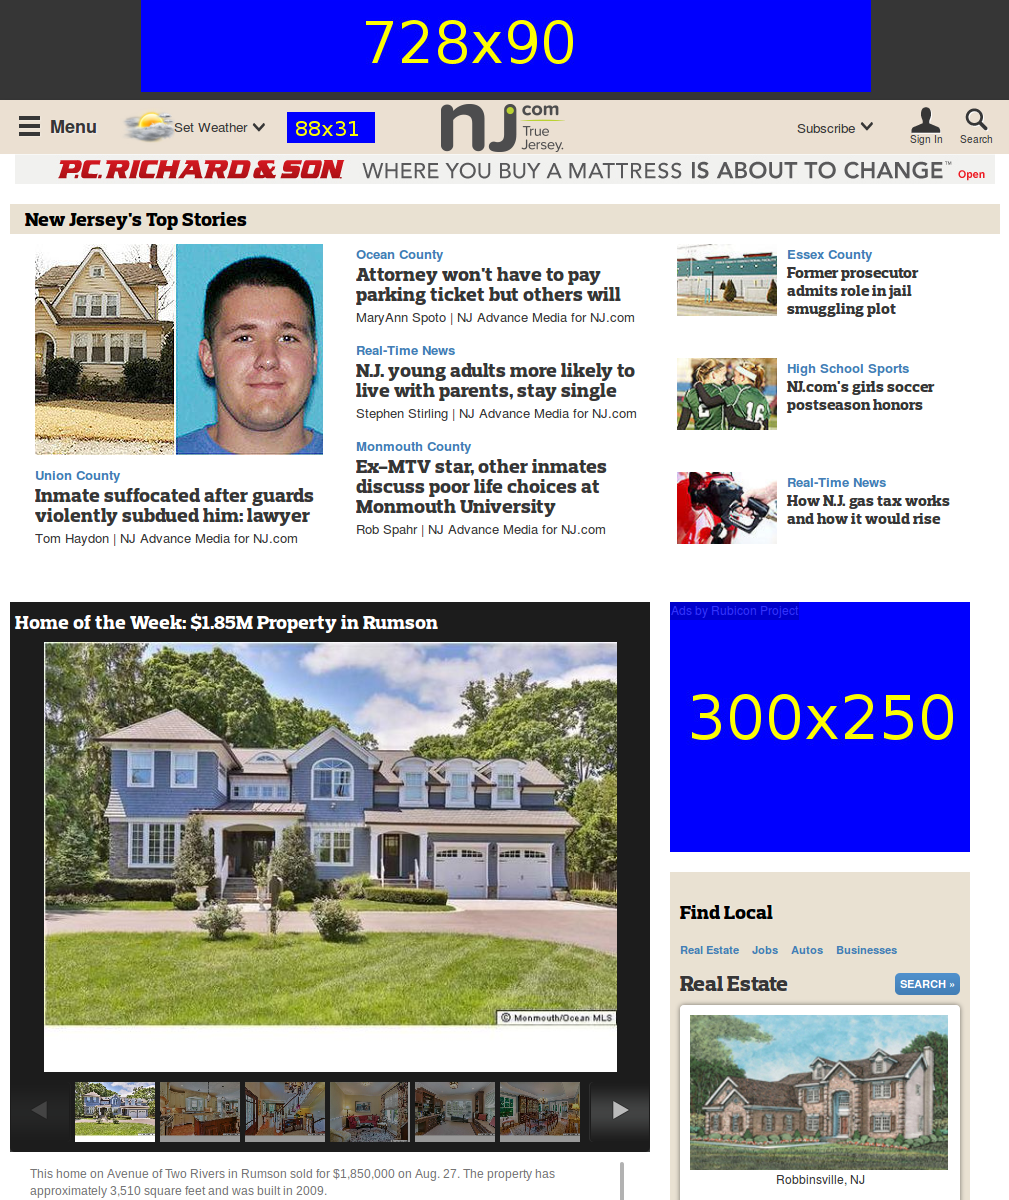 728x90
Menu
Set Weather
88x31
nj.com
True
Jersey.
Subscribe
Sign In
Search
P.C. RICHARD & SON WHERE YOU BUY A MATTRESS IS ABOUT TO CHANGE™ Open
New Jersey's Top Stories
Union County
Inmate suffocated after guards
violently subdued him: lawyer
Tom Haydon | NJ Advance Media for NJ.com
Ocean County
Attorney won't have to pay
parking ticket but others will
MaryAnn Spoto | NJ Advance Media for NJ.com
Real-Time News
N.J. young adults more likely to
live with parents, stay single
Stephen Stirling | NJ Advance Media for NJ.com
Monmouth County
Ex–MTV star, other inmates
discuss poor life choices at
Monmouth University
Rob Spahr | NJ Advance Media for NJ.com
Essex County
Former prosecutor
admits role in jail
smuggling plot
High School Sports
NJ.com's girls soccer
postseason honors
Real-Time News
How N.J. gas tax works
and how it would rise
Home of the Week: $1.85M Property in Rumson
© Monmouth/Ocean MLS
This home on Avenue of Two Rivers in Rumson sold for $1,850,000 on Aug. 27. The property has
approximately 3,510 square feet and was built in 2009.
Ads by Rubicon Project
300x250
Find Local
Real Estate Jobs Autos Businesses
Real Estate
SEARCH »
Robbinsville, NJ